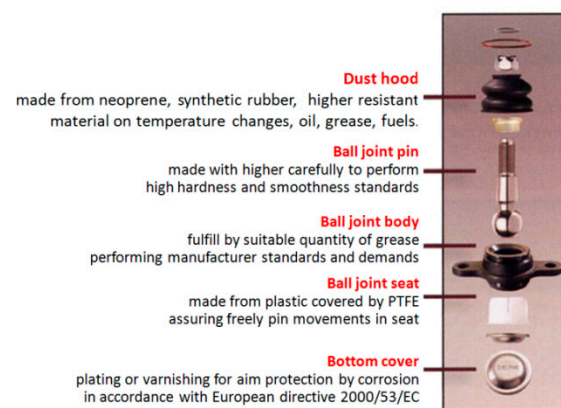 Dust hood
made from neoprene, synthetic rubber, higher resistant
material on temperature changes, oil, grease, fuels.
Ball joint pin
made with higher carefully to perform
high hardness and smoothness standards
Ball joint body
fulfill by suitable quantity of grease
performing manufacturer standards and demands
Ball joint seat
made from plastic covered by PTFE
assuring freely pin movements in seat
Bottom cover
plating or varnishing for aim protection by corrosion
in accordance with European directive 2000/53/EC